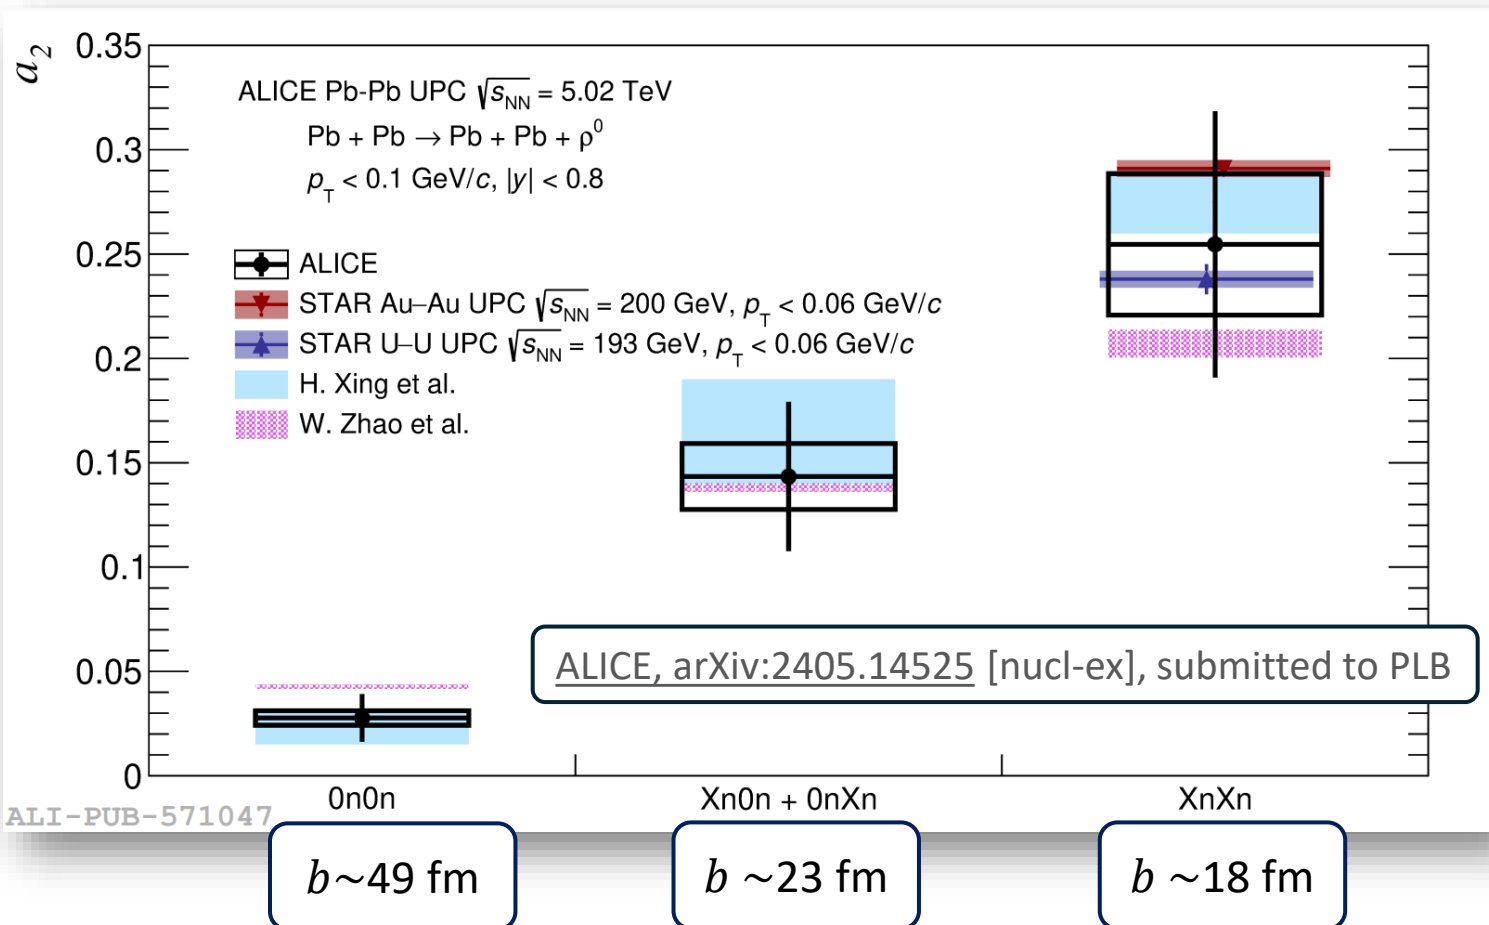 a₂
0.35
0.3
0.25
0.2
0.15
0.1
0.05
0
ALICE Pb-Pb UPC √sNN = 5.02 TeV
Pb + Pb → Pb + Pb + ρ⁰
pT < 0.1 GeV/c, |y| < 0.8
ALICE
STAR Au–Au UPC √sNN = 200 GeV, pT < 0.06 GeV/c
STAR U–U UPC √sNN = 193 GeV, pT < 0.06 GeV/c
H. Xing et al.
W. Zhao et al.
ALICE, arXiv:2405.14525 [nucl-ex], submitted to PLB
0n0n Xn0n + 0nXn XnXn
ALI-PUB-571047
b~49 fm b ~23 fm b ~18 fm